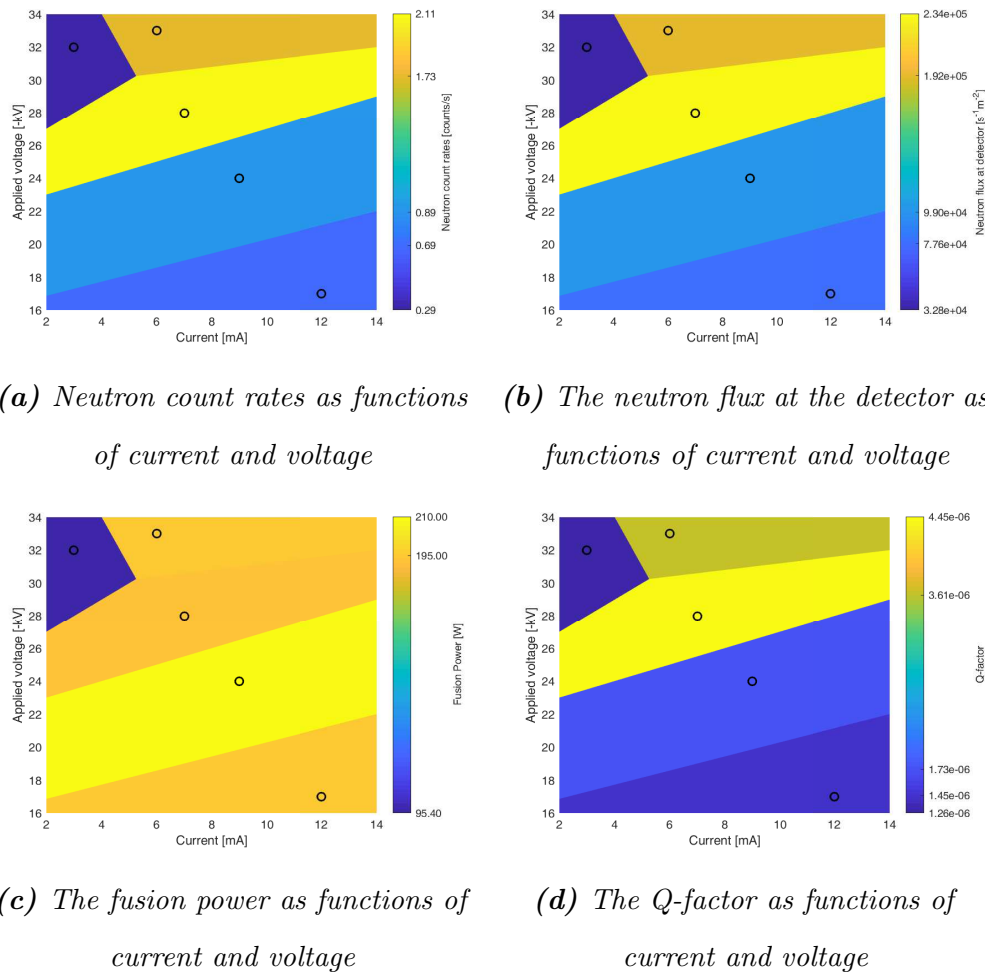 34
32
30
28
26
24
22
20
18
16
2 4 6 8 10 12 14
Applied voltage [-kV]
Current [mA]
2.11
1.73
0.89
0.69
0.29
Neutron count rates [counts/s]
34
32
30
28
26
24
22
20
18
16
2 4 6 8 10 12 14
Applied voltage [-kV]
Current [mA]
2.34e+05
1.92e+05
9.90e+04
7.76e+04
3.28e+04
Neutron flux at detector [s⁻¹m⁻²]
(a) Neutron count rates as functions
of current and voltage
(b) The neutron flux at the detector as
functions of current and voltage
34
32
30
28
26
24
22
20
18
16
2 4 6 8 10 12 14
Applied voltage [-kV]
Current [mA]
210.00
195.00
95.40
Fusion Power [W]
34
32
30
28
26
24
22
20
18
16
2 4 6 8 10 12 14
Applied voltage [-kV]
Current [mA]
4.45e-06
3.61e-06
1.73e-06
1.45e-06
1.26e-06
Q-factor
(c) The fusion power as functions of
current and voltage
(d) The Q-factor as functions of
current and voltage